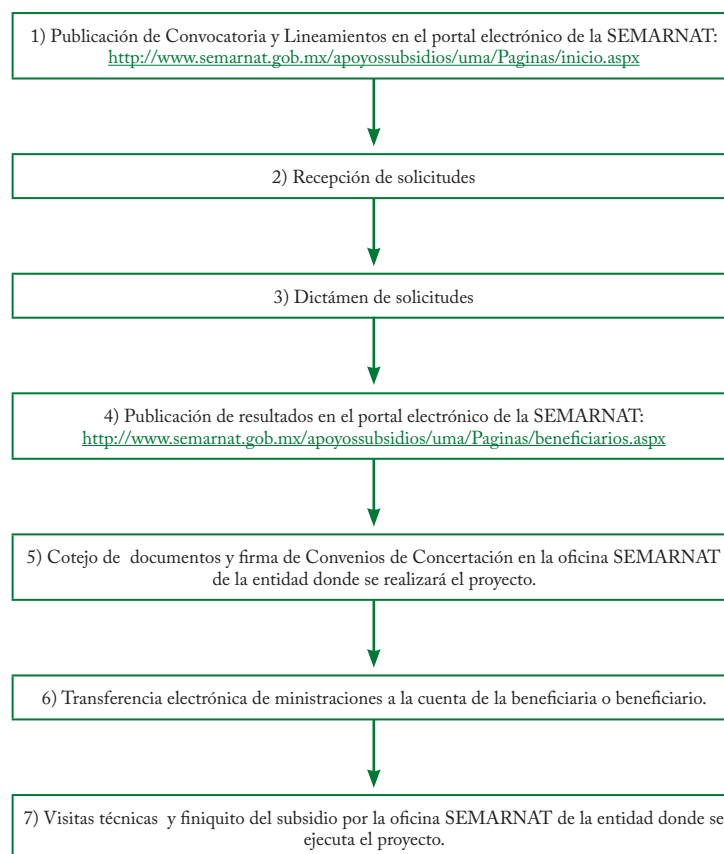 1) Publicación de Convocatoria y Lineamientos en el portal electrónico de la SEMARNAT:
http://www.semarnat.gob.mx/apoyossubsidios/uma/Paginas/inicio.aspx
2) Recepción de solicitudes
3) Dictámen de solicitudes
4) Publicación de resultados en el portal electrónico de la SEMARNAT:
http://www.semarnat.gob.mx/apoyossubsidios/uma/Paginas/beneficiarios.aspx
5) Cotejo de documentos y firma de Convenios de Concertación en la oficina SEMARNAT
de la entidad donde se realizará el proyecto.
6) Transferencia electrónica de ministraciones a la cuenta de la beneficiaria o beneficiario.
7) Visitas técnicas y finiquito del subsidio por la oficina SEMARNAT de la entidad donde se
ejecuta el proyecto.